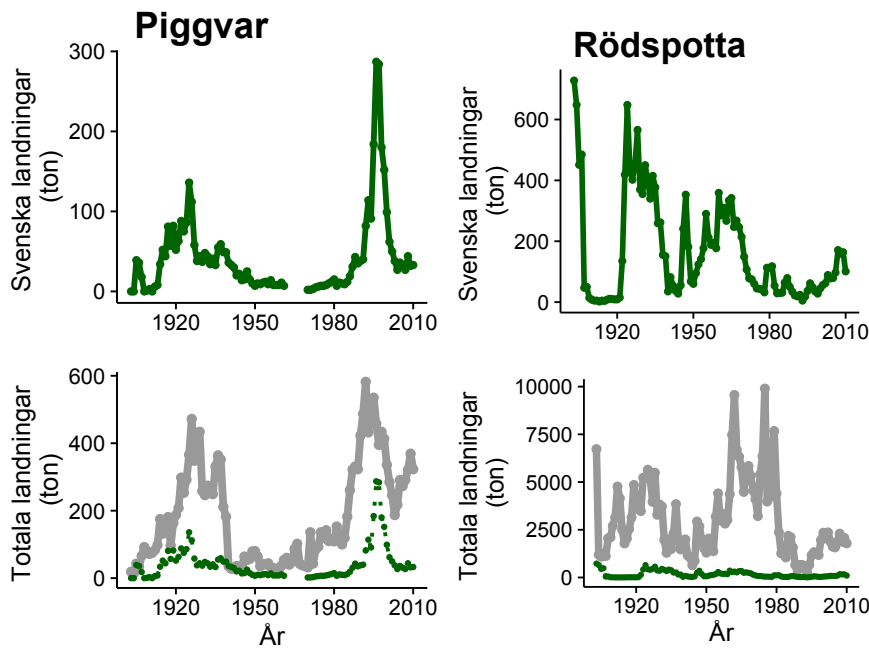 Piggvar
Rödspotta
Svenska landningar
(ton)
300
200
100
0
1920
1950
1980
2010
Svenska landningar
(ton)
600
400
200
0
1920
1950
1980
2010
Totala landningar
(ton)
600
400
200
0
1920
1950
1980
2010
År
Totala landningar
(ton)
10000
7500
5000
2500
0
1920
1950
1980
2010
År